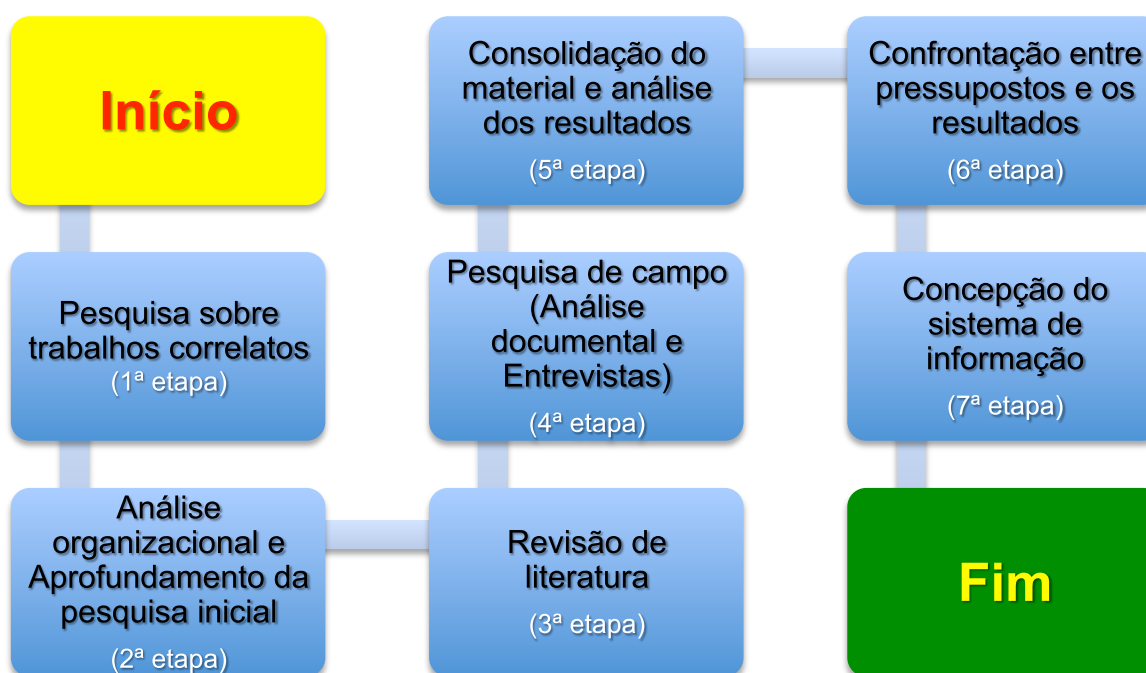 Início
Pesquisa sobre
trabalhos correlatos
(1ª etapa)
Análise
organizacional e
Aprofundamento da
pesquisa inicial
(2ª etapa)
Revisão de
literatura
(3ª etapa)
Pesquisa de campo
(Análise
documental e
Entrevistas)
(4ª etapa)
Consolidação do
material e análise
dos resultados
(5ª etapa)
Confrontação entre
pressupostos e os
resultados
(6ª etapa)
Concepção do
sistema de
informação
(7ª etapa)
Fim